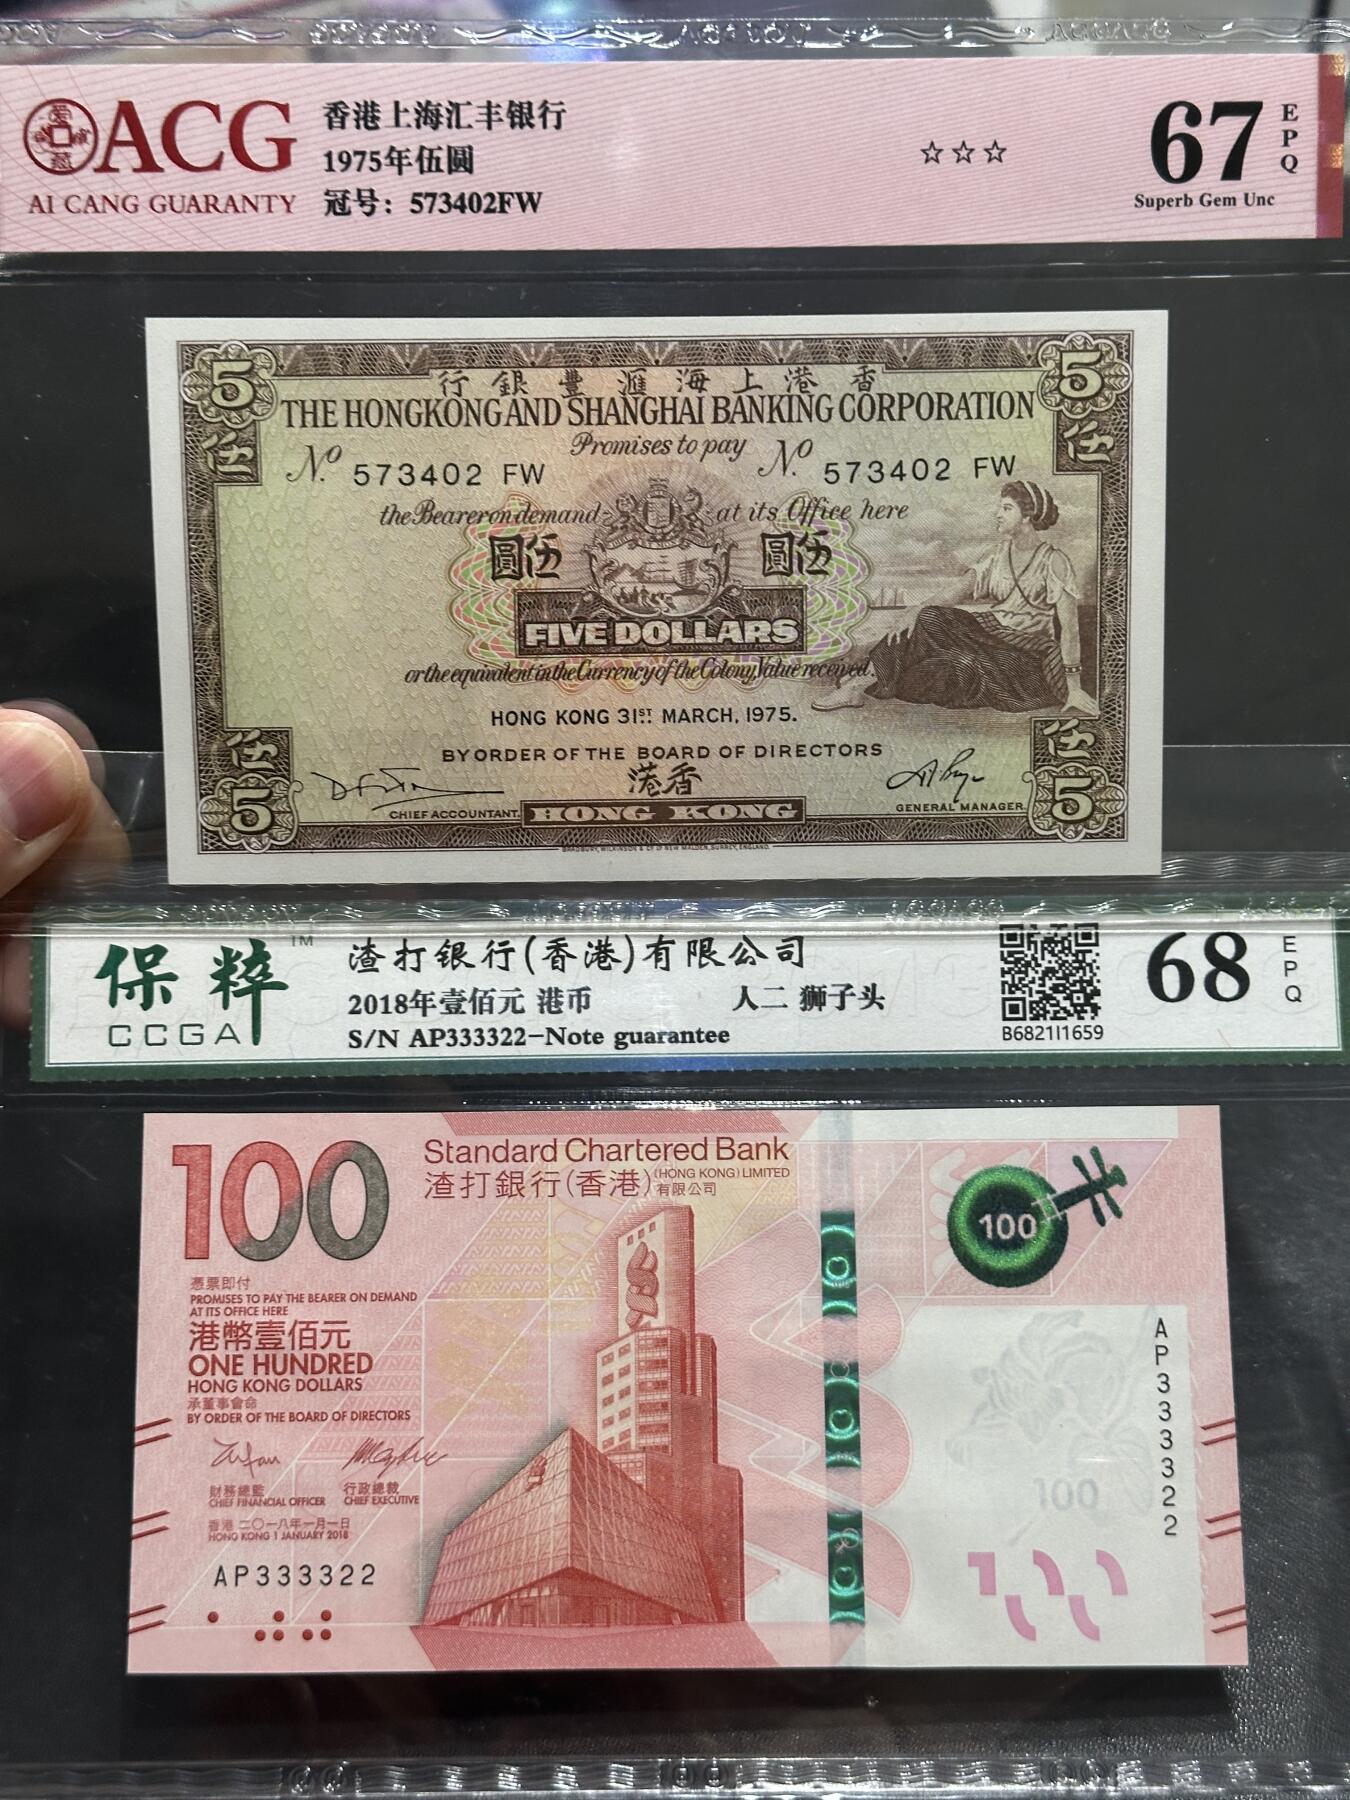 ACG
AI CANG GUARANTY
香港上海汇丰银行
1975年伍圓
冠号：573402FW
☆☆☆
67
EPQ
Superb Gem Unc
5 5
行銀豐滙海上港香
THE HONGKONG AND SHANGHAI BANKING CORPORATION
伍 伍
Promises to pay
No. 573402 FW No. 573402 FW
the Bearer on demand at its Office here
圓伍 圓伍
FIVE DOLLARS
or the equivalent in the Currency of the Colony, Value received.
HONG KONG 31ST MARCH, 1975.
BY ORDER OF THE BOARD OF DIRECTORS
伍 伍
港香
5 5
CHIEF ACCOUNTANT. HONG KONG GENERAL MANAGER.
BRADBURY, WILKINSON & Co. LD NEW MALDEN, SURREY, ENGLAND.
保粹 TM
CCGA
渣打银行(香港)有限公司
2018年壹佰元 港币 人二 狮子头
S/N AP333322-Note guarantee
B6821I1659
68
EPQ
100
Standard Chartered Bank
(HONG KONG) LIMITED
渣打銀行(香港)有限公司
100
憑票即付
PROMISES TO PAY THE BEARER ON DEMAND
AT ITS OFFICE HERE
港幣壹佰元
ONE HUNDRED
HONG KONG DOLLARS
承董事會命
BY ORDER OF THE BOARD OF DIRECTORS
財務總監 行政總裁
CHIEF FINANCIAL OFFICER CHIEF EXECUTIVE
香港 二〇一八年一月一日
HONG KONG 1 JANUARY 2018
AP333322
AP333322
100